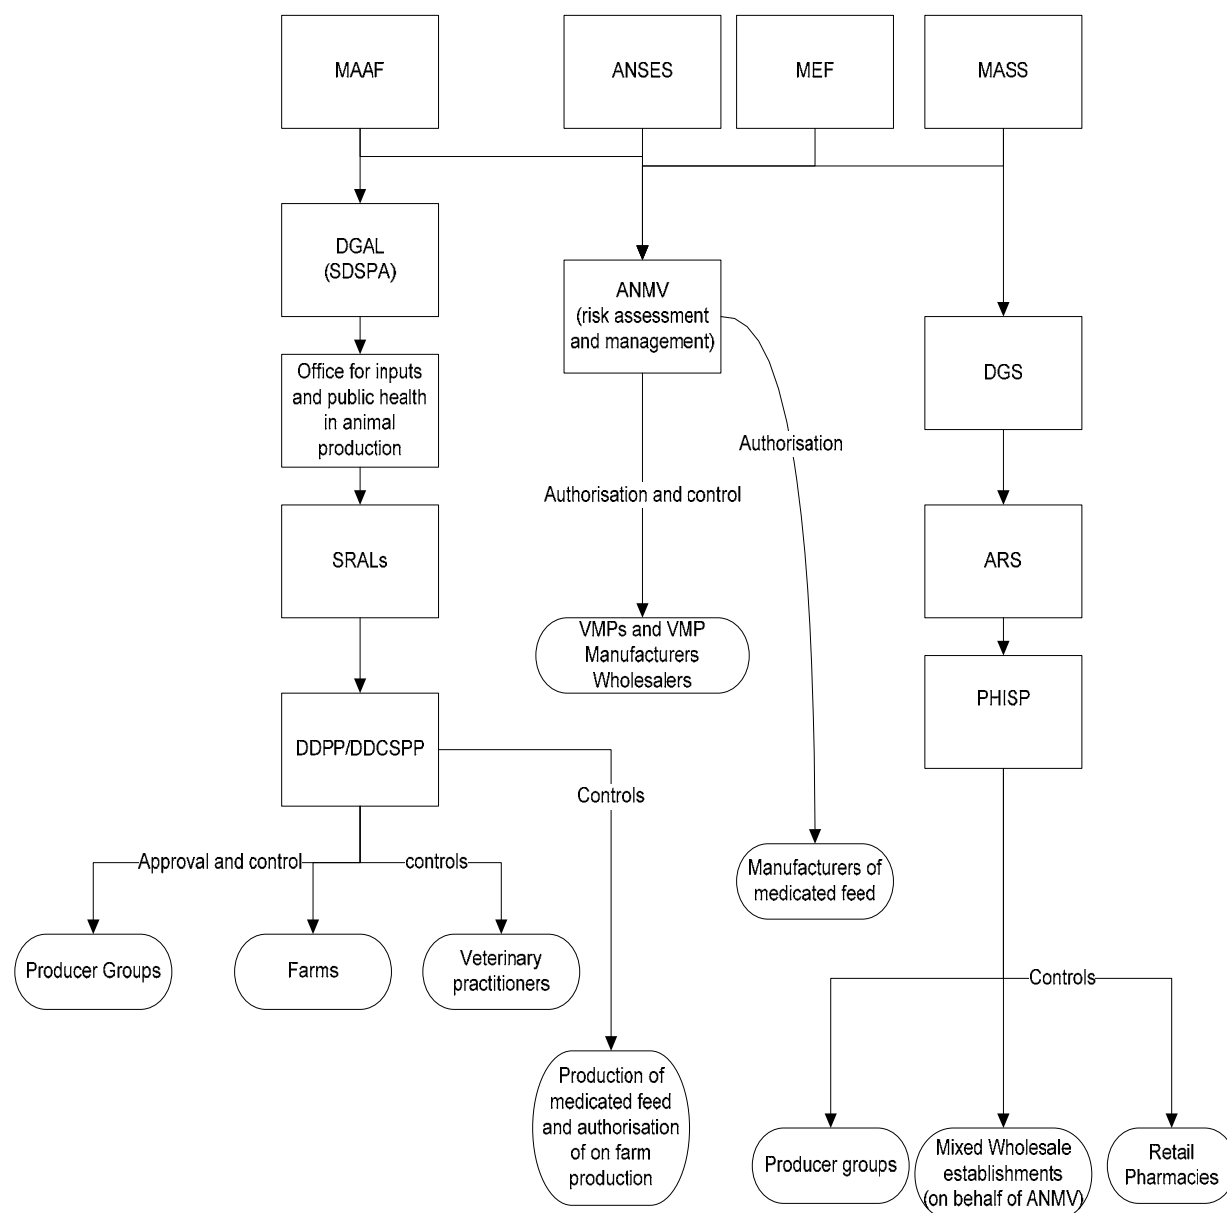 MAAF
ANSES
MEF
MASS
DGAL
(SDSPA)
ANMV
(risk assessment
and management)
Office for inputs
and public health
in animal
production
DGS
Authorisation
Authorisation and control
SRALs
ARS
VMPs and VMP
Manufacturers
Wholesalers
PHISP
DDPP/DDCSPP
Controls
Approval and control
controls
Manufacturers of
medicated feed
Producer Groups
Farms
Veterinary
practitioners
Controls
Production of
medicated feed
and authorisation
of on farm
production
Producer groups
Mixed Wholesale
establishments
(on behalf of ANMV)
Retail
Pharmacies